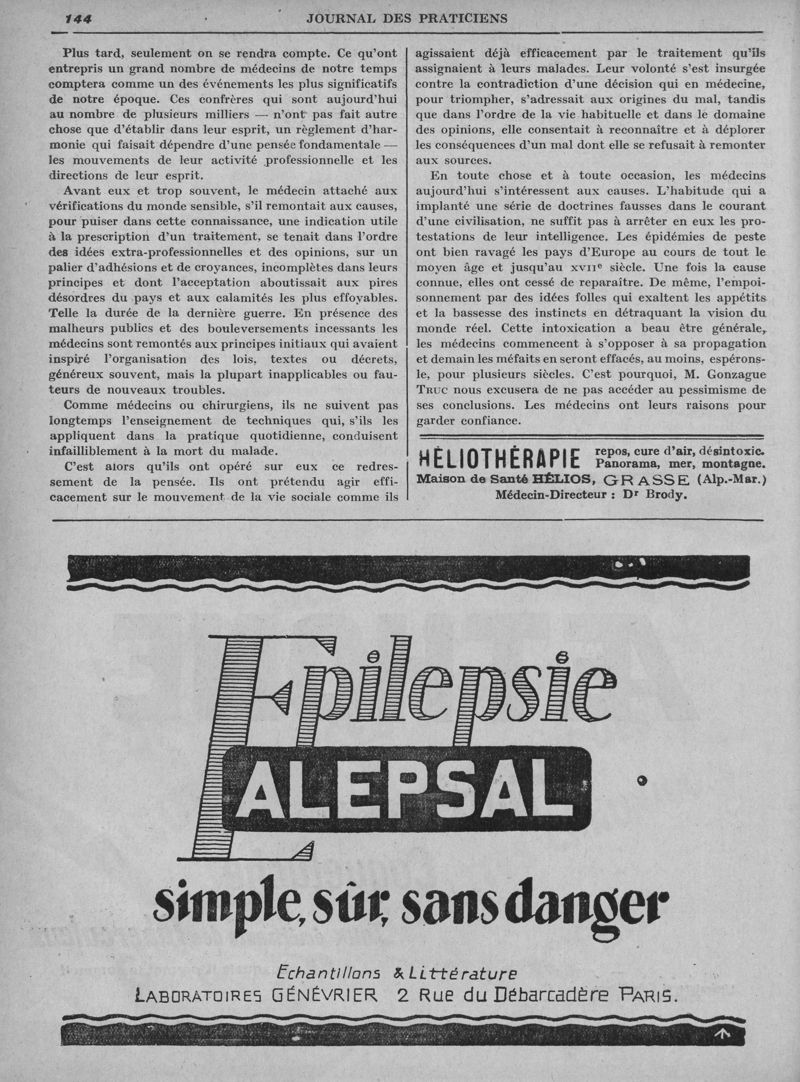 144
JOURNAL DES PRATICIENS
Plus tard, seulement on se rendra compte. Ce qu'ont
entrepris un grand nombre de médecins de notre temps
comptera comme un des événements les plus significatifs
de notre époque. Ces confrères qui sont aujourd'hui
au nombre de plusieurs milliers — n'ont pas fait autre
chose que d'établir dans leur esprit, un règlement d'har-
monie qui faisait dépendre d'une pensée fondamentale —
les mouvements de leur activité professionnelle et les
directions de leur esprit.
Avant eux et trop souvent, le médecin attaché aux
vérifications du monde sensible, s'il remontait aux causes,
pour puiser dans cette connaissance, une indication utile
à la prescription d'un traitement, se tenait dans l'ordre
des idées extra-professionnelles et des opinions, sur un
palier d'adhésions et de croyances, incomplètes dans leurs
principes et dont l'acceptation aboutissait aux pires
désordres du pays et aux calamités les plus effoyables.
Telle la durée de la dernière guerre. En présence des
malheurs publics et des bouleversements incessants les
médecins sont remontés aux principes initiaux qui avaient
inspiré l'organisation des lois, textes ou décrets,
généreux souvent, mais la plupart inapplicables ou fau-
teurs de nouveaux troubles.
Comme médecins ou chirurgiens, ils ne suivent pas
longtemps l'enseignement de techniques qui, s'ils les
appliquent dans la pratique quotidienne, conduisent
infailliblement à la mort du malade.
C'est alors qu'ils ont opéré sur eux ce redres-
sement de la pensée. Ils ont prétendu agir effi-
cacement sur le mouvement de la vie sociale comme ils
agissaient déjà efficacement par le traitement qu'ils
assignaient à leurs malades. Leur volonté s'est insurgée
contre la contradiction d'une décision qui en médecine,
pour triompher, s'adressait aux origines du mal, tandis
que dans l'ordre de la vie habituelle et dans le domaine
des opinions, elle consentait à reconnaître et à déplorer
les conséquences d'un mal dont elle se refusait à remonter
aux sources.
En toute chose et à toute occasion, les médecins
aujourd'hui s'intéressent aux causes. L'habitude qui a
implanté une série de doctrines fausses dans le courant
d'une civilisation, ne suffit pas à arrêter en eux les pro-
testations de leur intelligence. Les épidémies de peste
ont bien ravagé les pays d'Europe au cours de tout le
moyen âge et jusqu'au XVIIe siècle. Une fois la cause
connue, elles ont cessé de reparaître. De même, l'empoi-
sonnement par des idées folles qui exaltent les appétits
et la bassesse des instincts en détraquant la vision du
monde réel. Cette intoxication a beau être générale,
les médecins commencent à s'opposer à sa propagation
et demain les méfaits en seront effacés, au moins, espérons-
le, pour plusieurs siècles. C'est pourquoi, M. Gonzague
TRUC nous excusera de ne pas accéder au pessimisme de
ses conclusions. Les médecins ont leurs raisons pour
garder confiance.
HÉLIOTHÉRAPIE repos, cure d'air, désintoxic.
Panorama, mer, montagne.
Maison de Santé HÉLIOS, GRASSE (Alp.-Mar.)
Médecin-Directeur : Dr Brody.
Epilepsie
ALEPSAL
simple, sûr, sans danger
Échantillons & Littérature
LABORATOIRES GÉNÉVRIER 2 Rue du Débarcadère PARIS.